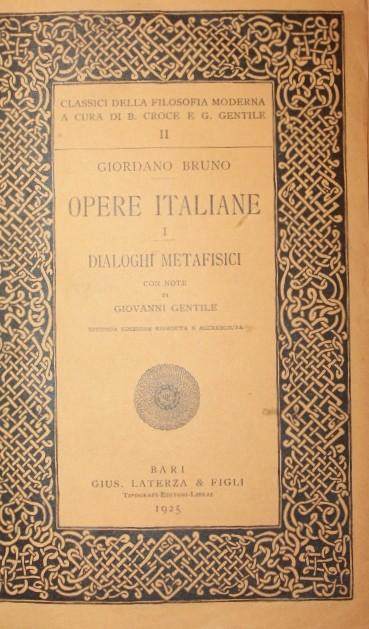 CLASSICI DELLA FILOSOFIA MODERNA
A CURA DI B. CROCE E G. GENTILE
II
GIORDANO BRUNO
OPERE ITALIANE
I
DIALOGHI METAFISICI
CON NOTE
DI
GIOVANNI GENTILE
SECONDA EDIZIONE RIVEDUTA E ACCRESCIUTA
BARI
GIUS. LATERZA & FIGLI
TIPOGRAFI-EDITORI-LIBRAI
1925